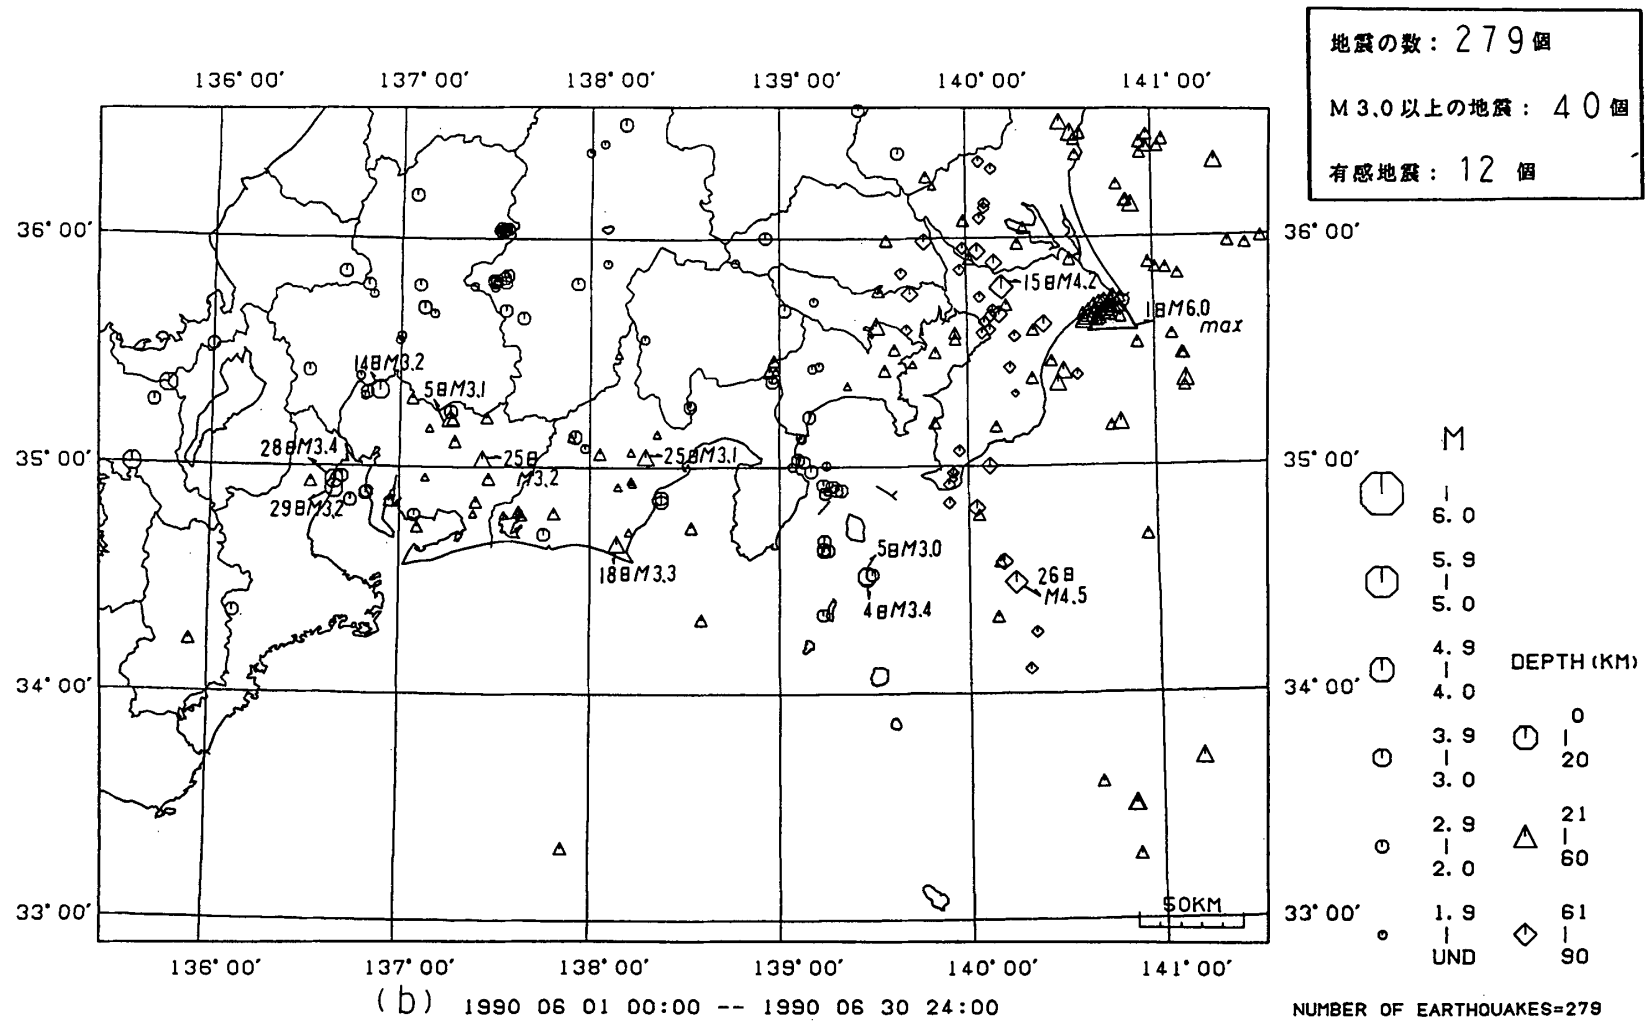 地震の数: 279個
M3.0以上の地震: 40個
有感地震: 12個
136°00′ 137°00′ 138°00′ 139°00′ 140°00′ 141°00′
36°00′ 36°00′
15日M4.2
1日M6.0
max
14日M3.2
5日M3.1
28日M3.4
35°00′ 35°00′
25日
M3.2
25日M3.1
29日M3.2
18日M3.3
5日M3.0
4日M3.4
26日
M4.5
34°00′ 34°00′
50KM
33°00′ 33°00′
136°00′ 137°00′ 138°00′ 139°00′ 140°00′ 141°00′
M
|
6.0
5.9
|
5.0
4.9
|
4.0
3.9
|
3.0
2.9
|
2.0
1.9
|
UND
DEPTH(KM)
0
|
20
21
|
60
61
|
90
(b) 1990 06 01 00:00 -- 1990 06 30 24:00
NUMBER OF EARTHQUAKES=279